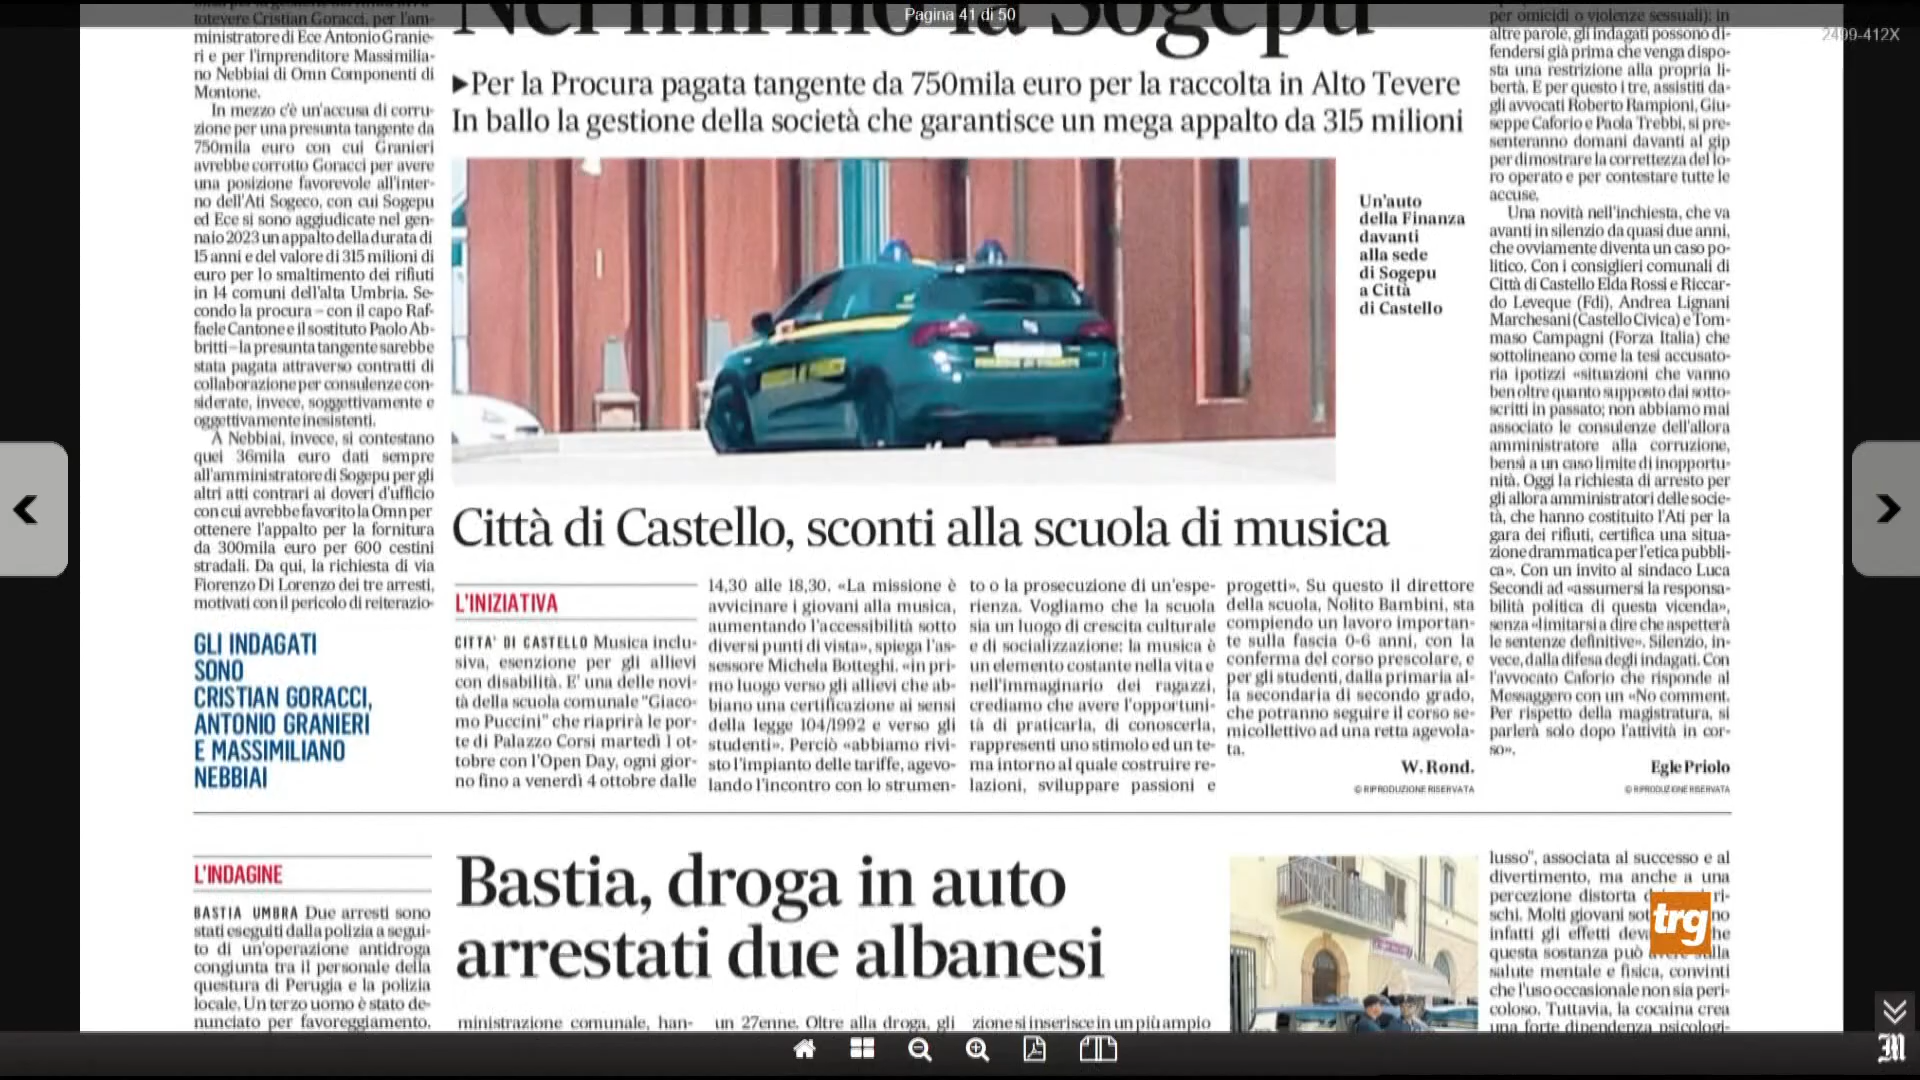 Pagina 41 di 50
2409-412X
Nel mirino la Sogepu
▶Per la Procura pagata tangente da 750mila euro per la raccolta in Alto Tevere
In ballo la gestione della società che garantisce un mega appalto da 315 milioni
totevere Cristian Goracci, per l'am-
ministratore di Ece Antonio Granie-
ri e per l'imprenditore Massimilia-
no Nebbiai di Omn Componenti di
Montone.
In mezzo c'è un'accusa di corru-
zione per una presunta tangente da
750mila euro con cui Granieri
avrebbe corrotto Goracci per avere
una posizione favorevole all'inter-
no dell'Ati Sogeco, con cui Sogepu
ed Ece si sono aggiudicate nel gen-
naio 2023 un appalto della durata di
15 anni e del valore di 315 milioni di
euro per lo smaltimento dei rifiuti
in 14 comuni dell'alta Umbria. Se-
condo la procura – con il capo Raf-
faele Cantone e il sostituto Paolo Ab-
britti – la presunta tangente sarebbe
stata pagata attraverso contratti di
collaborazione per consulenze con-
siderate, invece, soggettivamente e
oggettivamente inesistenti.
A Nebbiai, invece, si contestano
quei 36mila euro dati sempre
all'amministratore di Sogepu per gli
altri atti contrari ai doveri d'ufficio
con cui avrebbe favorito la Omn per
ottenere l'appalto per la fornitura
da 300mila euro per 600 cestini
stradali. Da qui, la richiesta di via
Fiorenzo Di Lorenzo dei tre arresti,
motivati con il pericolo di reiterazio-
GLI INDAGATI
SONO
CRISTIAN GORACCI,
ANTONIO GRANIERI
E MASSIMILIANO
NEBBIAI
Un'auto
della Finanza
davanti
alla sede
di Sogepu
a Città
di Castello
per omicidi o violenze sessuali): in
altre parole, gli indagati possono di-
fendersi già prima che venga dispo-
sta una restrizione alla propria li-
bertà. E per questo i tre, assistiti da-
gli avvocati Roberto Rampioni, Giu-
seppe Caforio e Paola Trebbi, si pre-
senteranno domani davanti al gip
per dimostrare la correttezza del lo-
ro operato e per contestare tutte le
accuse.
Una novità nell'inchiesta, che va
avanti in silenzio da quasi due anni,
che ovviamente diventa un caso po-
litico. Con i consiglieri comunali di
Città di Castello Elda Rossi e Riccar-
do Leveque (Fdi), Andrea Lignani
Marchesani (Castello Civica) e Tom-
maso Campagni (Forza Italia) che
sottolineano come la tesi accusato-
ria ipotizzi «situazioni che vanno
ben oltre quanto supposto dai sotto-
scritti in passato; non abbiamo mai
associato le consulenze dell'allora
amministratore alla corruzione,
bensì a un caso limite di inopportu-
nità. Oggi la richiesta di arresto per
gli allora amministratori delle socie-
tà, che hanno costituito l'Ati per la
gara dei rifiuti, certifica una situa-
zione drammatica per l'etica pubbli-
ca». Con un invito al sindaco Luca
Secondi ad «assumersi la responsa-
bilità politica di questa vicenda»,
senza «limitarsi a dire che aspetterà
le sentenze definitive». Silenzio, in-
vece, dalla difesa degli indagati. Con
l'avvocato Caforio che risponde al
Messaggero con un «No comment.
Per rispetto della magistratura, si
parlerà solo dopo l'attività in cor-
so».
Egle Priolo
© RIPRODUZIONE RISERVATA
Città di Castello, sconti alla scuola di musica
L'INIZIATIVA
CITTA' DI CASTELLO Musica inclu-
siva, esenzione per gli allievi
con disabilità. E' una delle novi-
tà della scuola comunale "Giaco-
mo Puccini" che riaprirà le por-
te di Palazzo Corsi martedì 1 ot-
tobre con l'Open Day, ogni gior-
no fino a venerdì 4 ottobre dalle
14,30 alle 18,30. «La missione è
avvicinare i giovani alla musica,
aumentando l'accessibilità sotto
diversi punti di vista», spiega l'as-
sessore Michela Botteghi, «in pri-
mo luogo verso gli allievi che ab-
biano una certificazione ai sensi
della legge 104/1992 e verso gli
studenti». Perciò «abbiamo rivi-
sto l'impianto delle tariffe, agevo-
lando l'incontro con lo strumen-
to o la prosecuzione di un'espe-
rienza. Vogliamo che la scuola
sia un luogo di crescita culturale
e di socializzazione: la musica è
un elemento costante nella vita e
nell'immaginario dei ragazzi,
crediamo che avere l'opportuni-
tà di praticarla, di conoscerla,
rappresenti uno stimolo ed un te-
ma intorno al quale costruire re-
lazioni, sviluppare passioni e
progetti». Su questo il direttore
della scuola, Nolito Bambini, sta
compiendo un lavoro importan-
te sulla fascia 0-6 anni, con la
conferma del corso prescolare, e
per gli studenti, dalla primaria al-
la secondaria di secondo grado,
che potranno seguire il corso se-
micollettivo ad una retta agevola-
ta.
W. Rond.
© RIPRODUZIONE RISERVATA
L'INDAGINE
Bastia, droga in auto
arrestati due albanesi
BASTIA UMBRA Due arresti sono
stati eseguiti dalla polizia a segui-
to di un'operazione antidroga
congiunta tra il personale della
questura di Perugia e la polizia
locale. Un terzo uomo è stato de-
nunciato per favoreggiamento.
ministrazione comunale, han-
un 27enne. Oltre alla droga, gli
zione si inserisce in un più ampio
lusso", associata al successo e al
divertimento, ma anche a una
percezione distorta ri-
schi. Molti giovani no
infatti gli effetti he
questa sostanza può
salute mentale e fisica, convinti
che l'uso occasionale non sia peri-
coloso. Tuttavia, la cocaina crea
una forte dipendenza psicologi-
trg
M